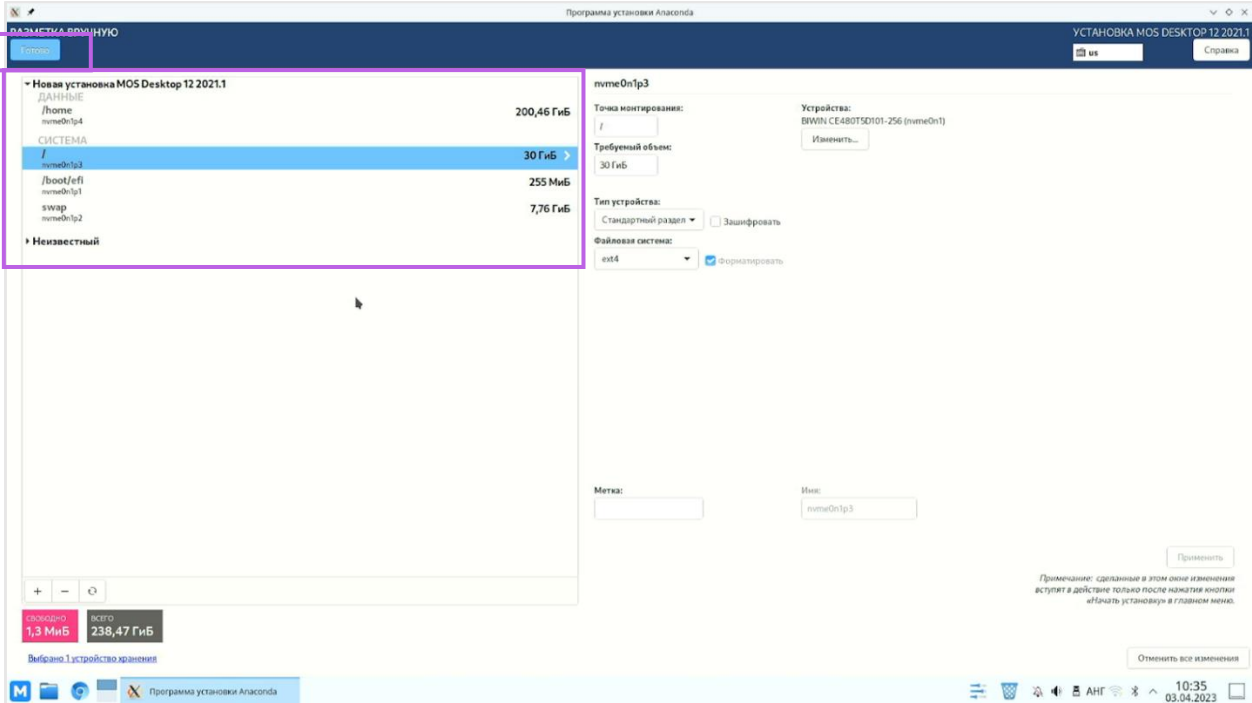 Программа установки Anaconda
РАЗМЕТКА ВРУЧНУЮ
УСТАНОВКА MOS DESKTOP 12 2021.1
Готово
us
Справка
Новая установка MOS Desktop 12 2021.1
ДАННЫЕ
/home
200,46 ГиБ
nvme0n1p4
СИСТЕМА
/
30 ГиБ
nvme0n1p3
/boot/efi
255 МиБ
nvme0n1p1
swap
7,76 ГиБ
nvme0n1p2
Неизвестный
nvme0n1p3
Точка монтирования:
/
Требуемый объем:
30 ГиБ
Устройства:
BIWIN CE480T5D101-256 (nvme0n1)
Изменить...
Тип устройства:
Стандартный раздел
Зашифровать
Файловая система:
ext4
Форматировать
Метка:
Имя:
nvme0n1p3
Применить
Примечание: сделанные в этом окне изменения
вступят в действие только после нажатия кнопки
«Начать установку» в главном меню.
+ −
СВОБОДНО
1,3 МиБ
ВСЕГО
238,47 ГиБ
Выбрано 1 устройство хранения
Отменить все изменения
M
Программа установки Anaconda
АНГ
10:35
03.04.2023